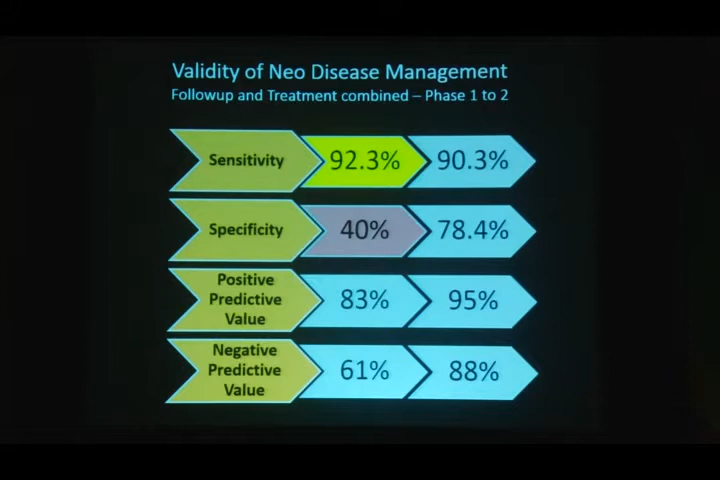 Validity of Neo Disease Management
Followup and Treatment combined – Phase 1 to 2
Sensitivity 92.3% 90.3%
Specificity 40% 78.4%
Positive
Predictive
Value
83% 95%
Negative
Predictive
Value
61% 88%